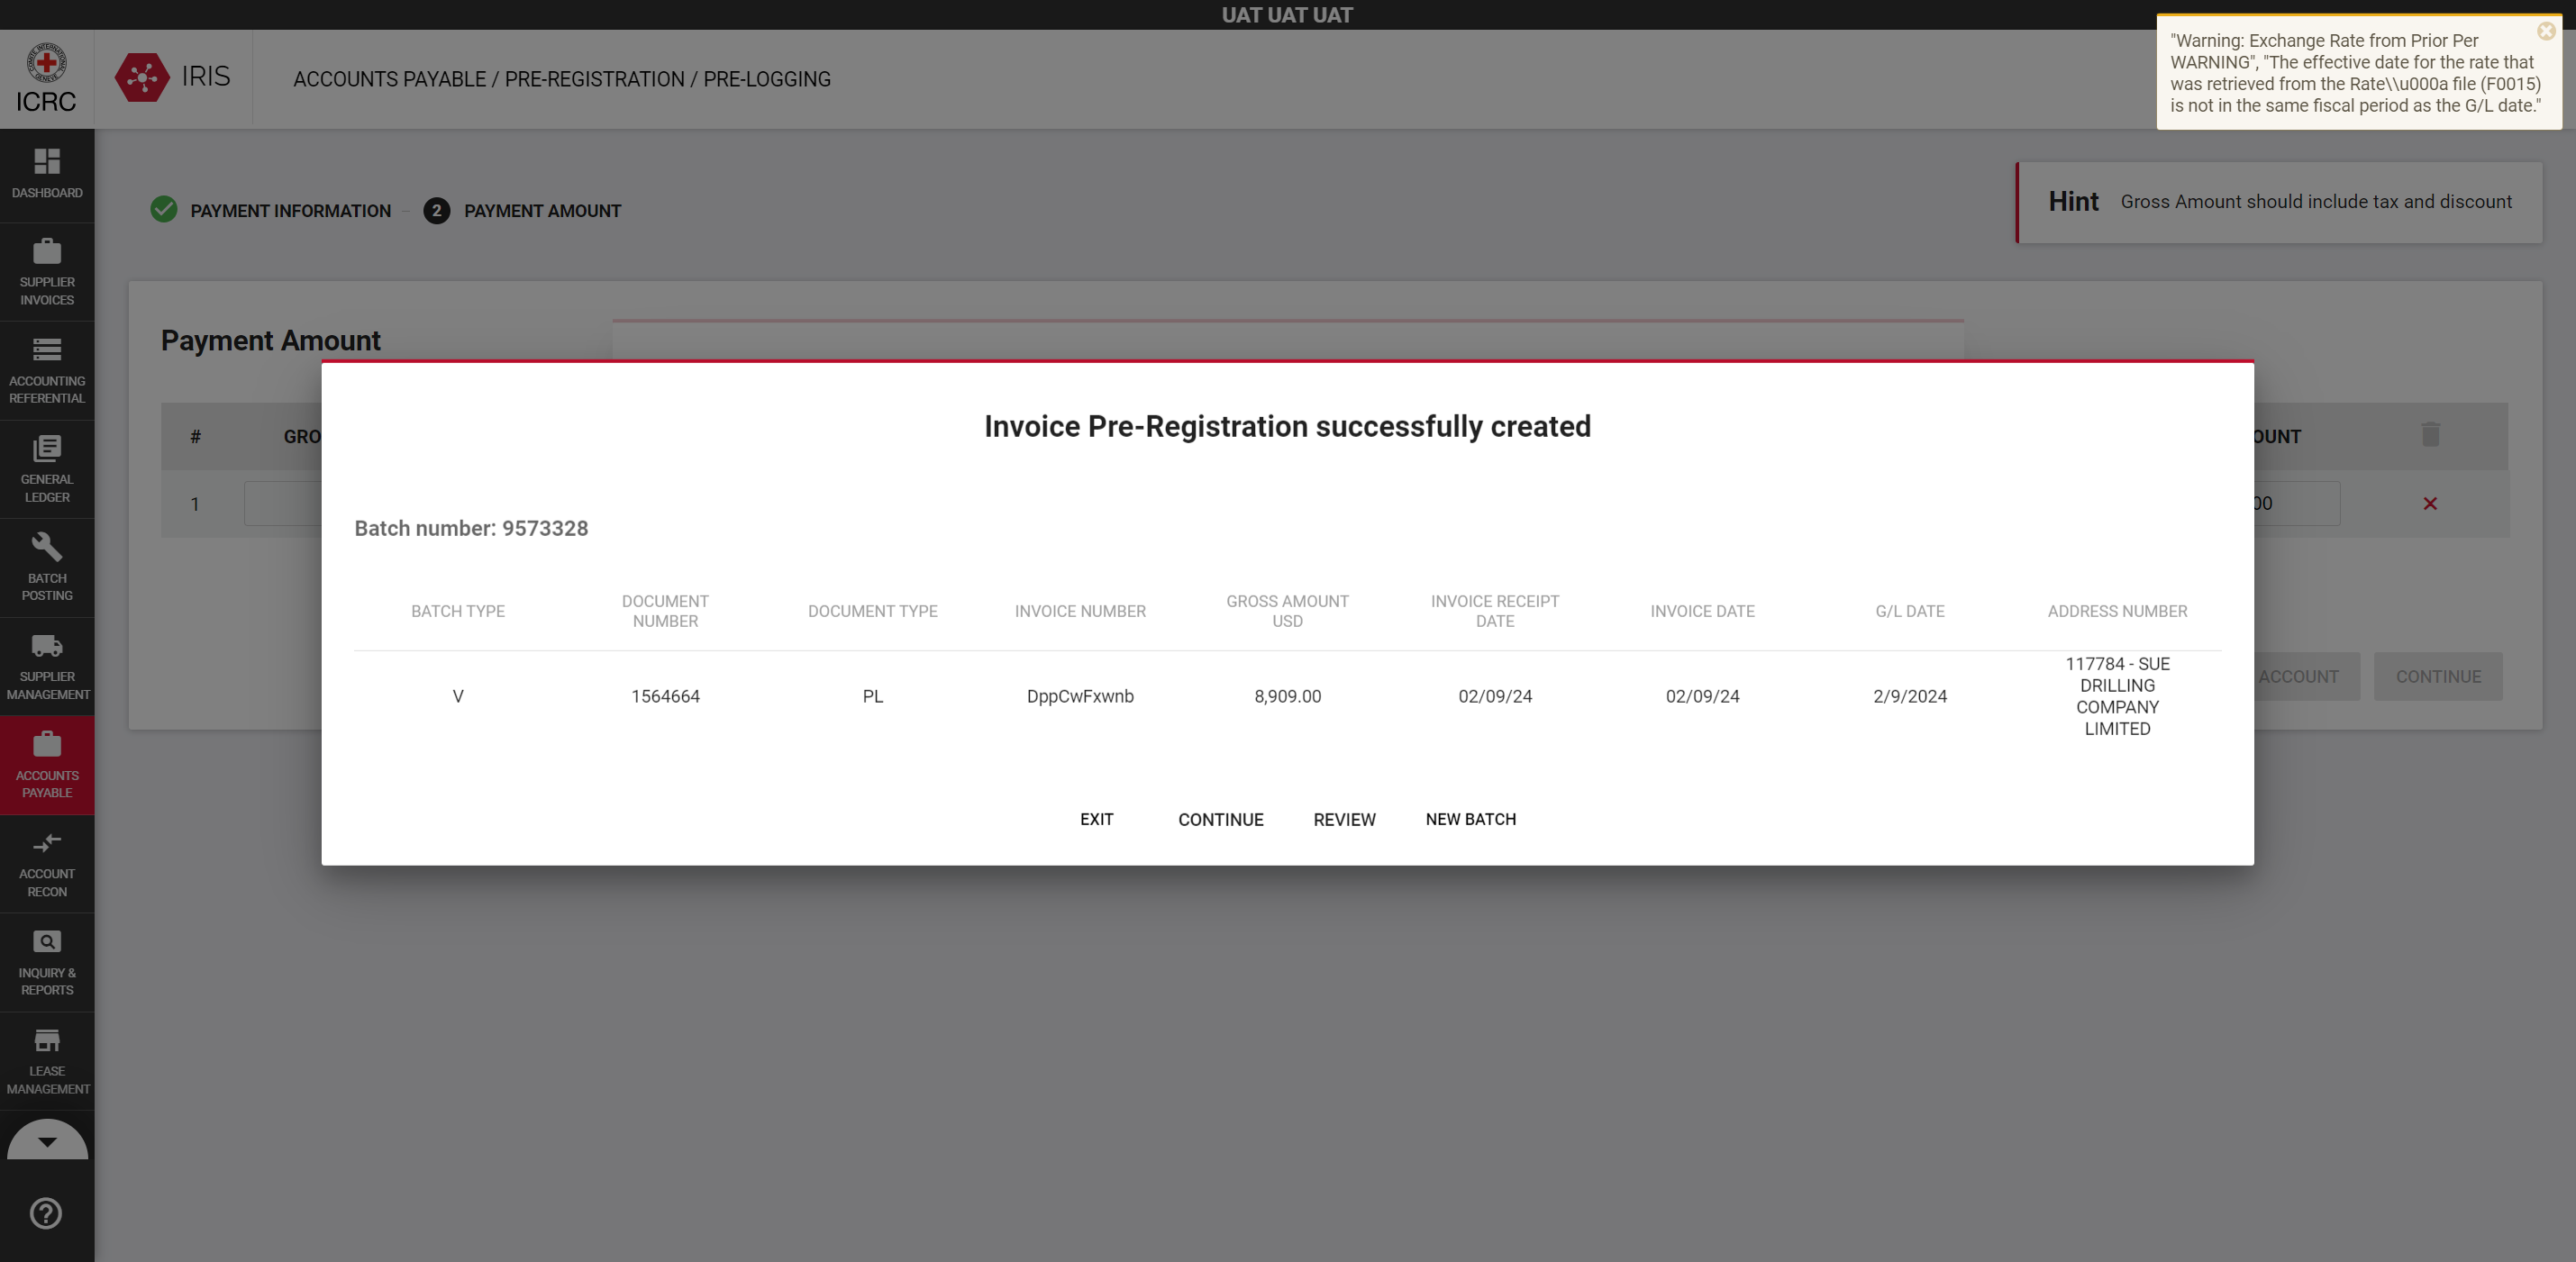 UAT UAT UAT
ICRC
IRIS
ACCOUNTS PAYABLE / PRE-REGISTRATION / PRE-LOGGING
"Warning: Exchange Rate from Prior Per
WARNING", "The effective date for the rate that
was retrieved from the Rate\\u000a file (F0015)
is not in the same fiscal period as the G/L date."
DASHBOARD
SUPPLIER
INVOICES
ACCOUNTING
REFERENTIAL
GENERAL
LEDGER
BATCH
POSTING
SUPPLIER
MANAGEMENT
ACCOUNTS
PAYABLE
ACCOUNT
RECON
INQUIRY &
REPORTS
LEASE
MANAGEMENT
PAYMENT INFORMATION
2 PAYMENT AMOUNT
Hint Gross Amount should include tax and discount
Payment Amount
# GRO OUNT
1 00
ACCOUNT CONTINUE
Invoice Pre-Registration successfully created
Batch number: 9573328
BATCH TYPE DOCUMENT NUMBER DOCUMENT TYPE INVOICE NUMBER GROSS AMOUNT USD INVOICE RECEIPT DATE INVOICE DATE G/L DATE ADDRESS NUMBER
V 1564664 PL DppCwFxwnb 8,909.00 02/09/24 02/09/24 2/9/2024 117784 - SUE
DRILLING
COMPANY
LIMITED
EXIT CONTINUE REVIEW NEW BATCH